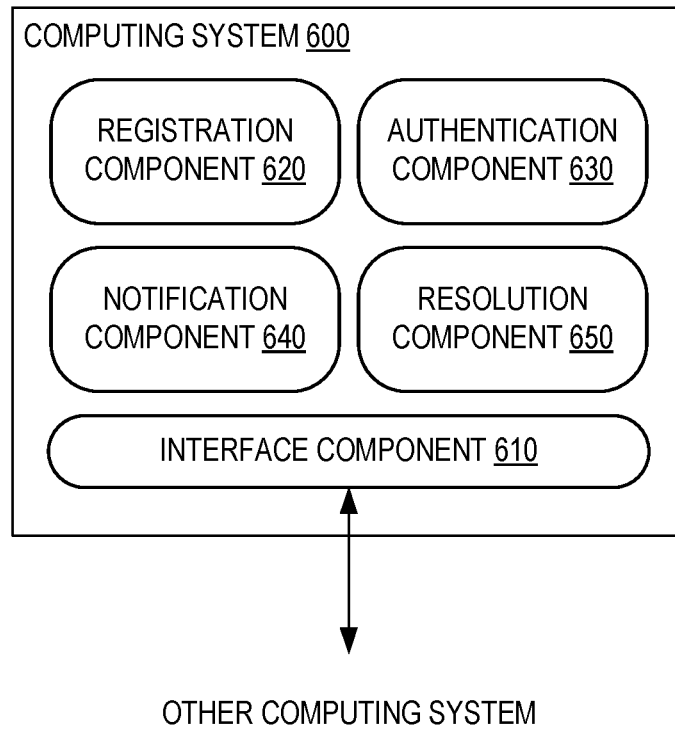 COMPUTING SYSTEM 600
REGISTRATION
COMPONENT 620
AUTHENTICATION
COMPONENT 630
NOTIFICATION
COMPONENT 640
RESOLUTION
COMPONENT 650
INTERFACE COMPONENT 610
OTHER COMPUTING SYSTEM